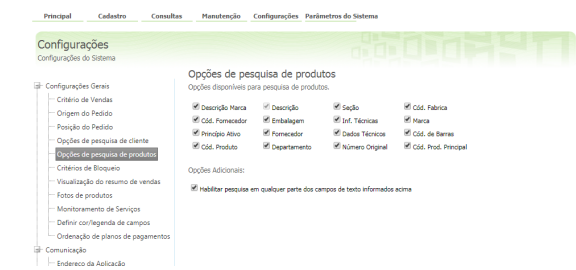 Principal Cadastro Consultas Manutenção Configurações Parâmetros do Sistema
Configurações
Configurações do Sistema
Configurações Gerais
Critério de Vendas
Origem do Pedido
Posição do Pedido
Opções de pesquisa de cliente
Opções de pesquisa de produtos
Critérios de Bloqueio
Visualização do resumo de vendas
Fotos de produtos
Monitoramento de Serviços
Definir cor/legenda de campos
Ordenação de planos de pagamentos
Comunicação
Endereço da Aplicação
Opções de pesquisa de produtos
Opções disponíveis para pesquisa de produtos.
Descrição Marca Descrição Seção Cód. Fabrica
Cód. Fornecedor Embalagem Inf. Técnicas Marca
Princípio Ativo Fornecedor Dados Técnicos Cód. de Barras
Cód. Produto Departamento Número Original Cód. Prod. Principal
Opções Adicionais:
Habilitar pesquisa em qualquer parte dos campos de texto informados acima